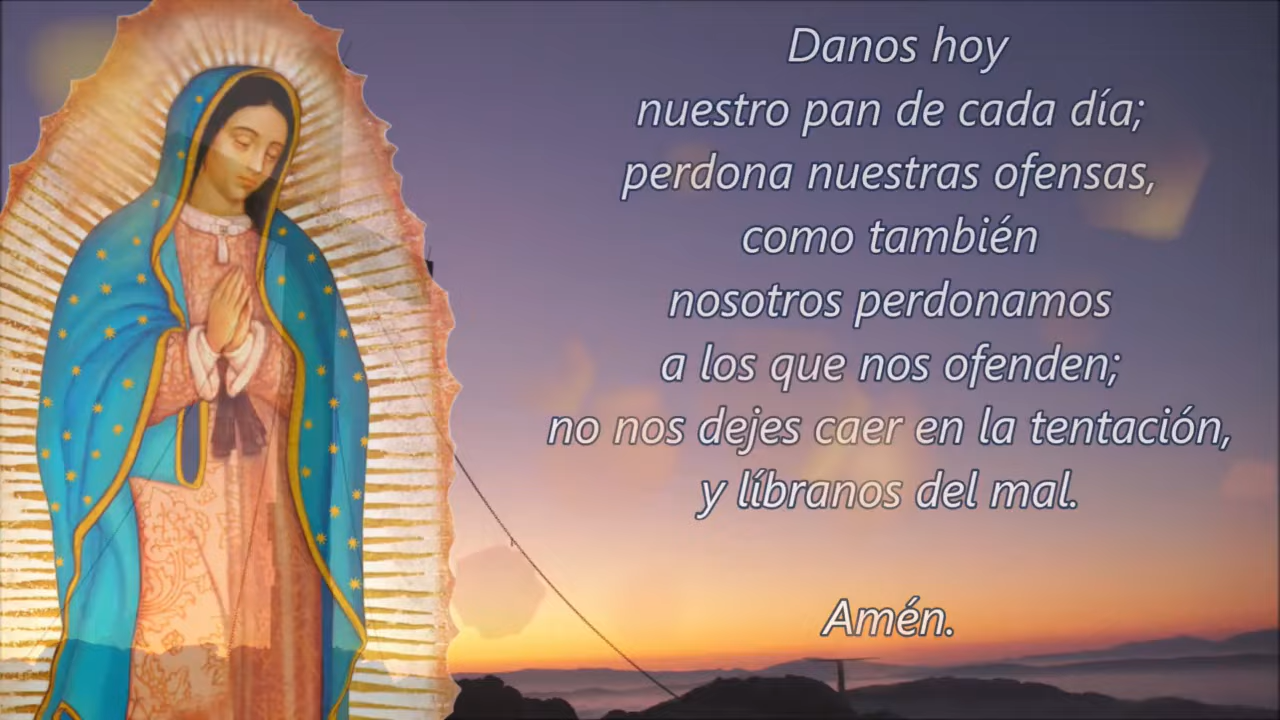 Danos hoy
nuestro pan de cada día;
perdona nuestras ofensas,
como también
nosotros perdonamos
a los que nos ofenden;
no nos dejes caer en la tentación,
y líbranos del mal.
Amén.